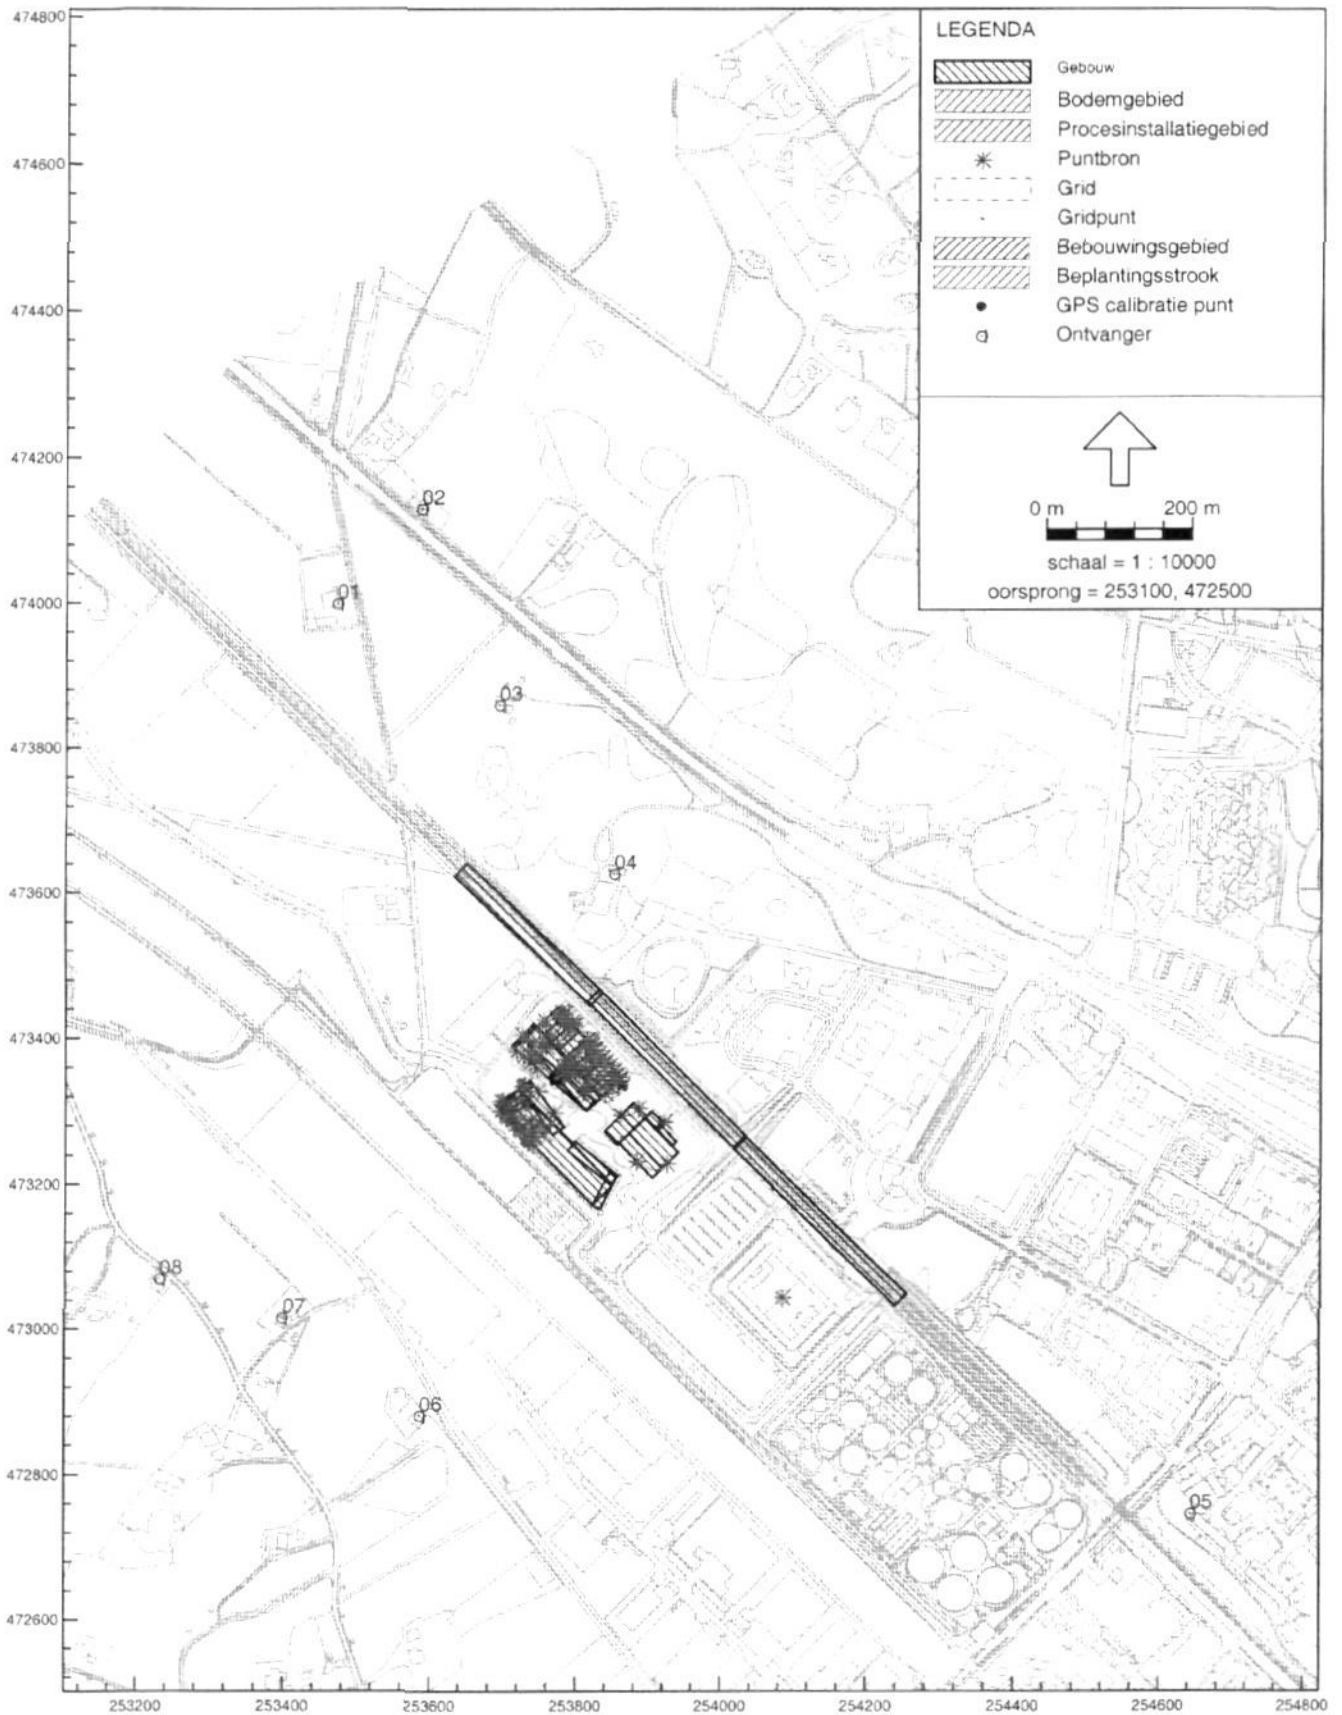 474800
474600
474400
474200
474000
473800
473600
473400
473200
473000
472800
472600
253200
253400
253600
253800
254000
254200
254400
254600
254800
LEGENDA
Gebouw
Bodemgebied
Procesinstallatiegebied
Puntbron
Grid
Gridpunt
Bebouwingsgebied
Beplantingsstrook
GPS calibratie punt
Ontvanger
0 m 200 m
schaal = 1 : 10000
oorsprong = 253100, 472500
02
01
03
04
08
07
06
05